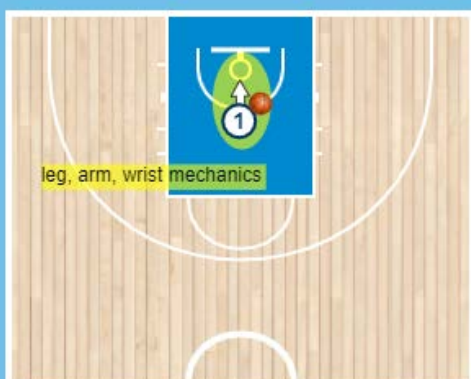 1
leg, arm, wrist mechanics